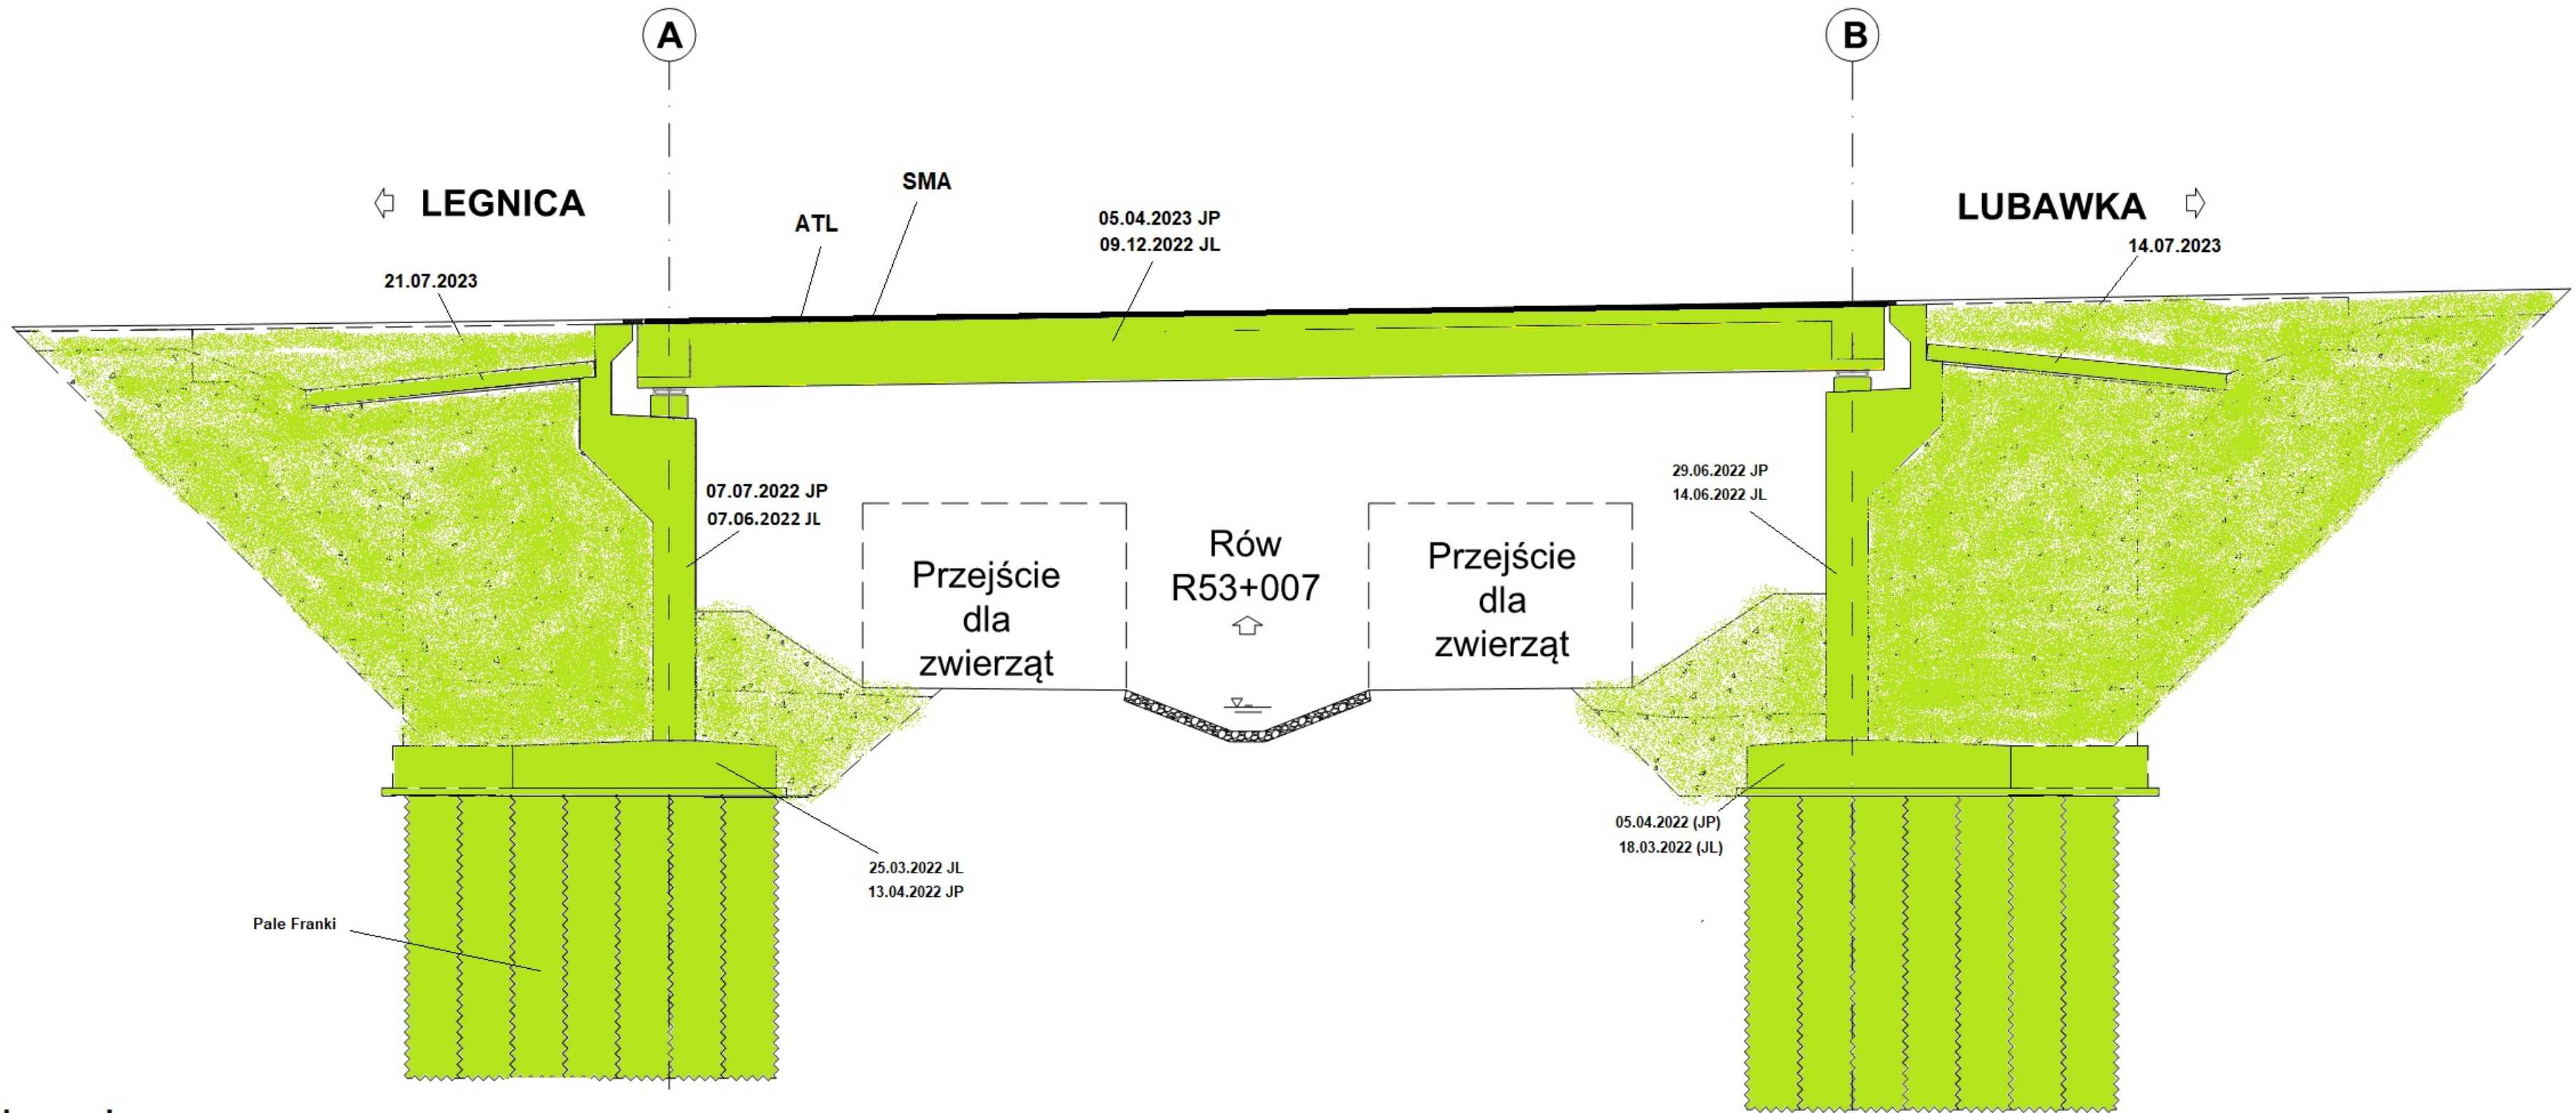 A
B
LEGNICA
LUBAWKA
SMA
ATL
05.04.2023 JP
09.12.2022 JL
14.07.2023
21.07.2023
07.07.2022 JP
07.06.2022 JL
29.06.2022 JP
14.06.2022 JL
Przejście
dla
zwierząt
Rów
R53+007
Przejście
dla
zwierząt
05.04.2022 (JP)
18.03.2022 (JL)
25.03.2022 JL
13.04.2022 JP
Pale Franki